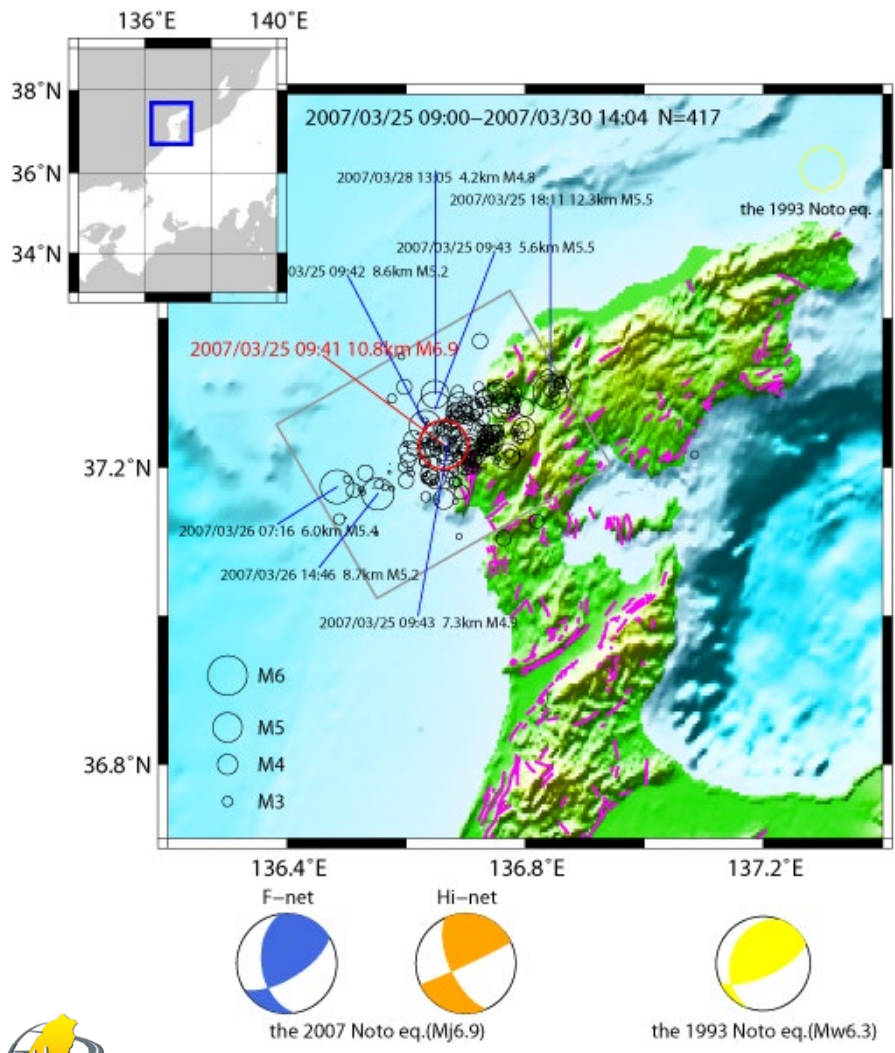 136˚E 140˚E
38˚N
36˚N
34˚N
2007/03/25 09:00−2007/03/30 14:04 N=417
2007/03/28 13:05 4.2km M4.8
2007/03/25 18:11 12.3km M5.5
the 1993 Noto eq.
2007/03/25 09:43 5.6km M5.5
03/25 09:42 8.6km M5.2
2007/03/25 09:41 10.8km M6.9
37.2˚N
2007/03/26 07:16 6.0km M5.4
2007/03/26 14:46 8.7km M5.2
2007/03/25 09:43 7.3km M4.9
M6
M5
M4
M3
36.8˚N
136.4˚E 136.8˚E 137.2˚E
F−net Hi−net
the 2007 Noto eq.(Mj6.9) the 1993 Noto eq.(Mw6.3)